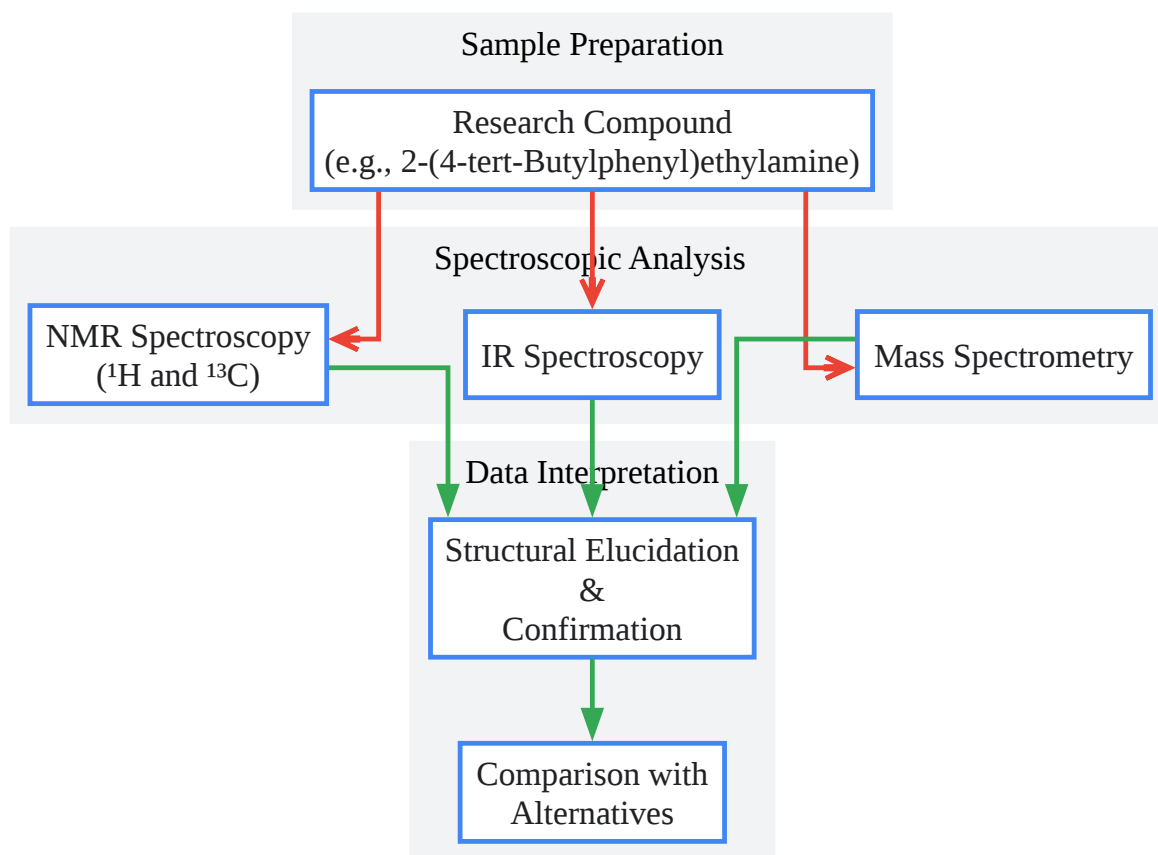 Sample Preparation
Research Compound
(e.g., 2-(4-tert-Butylphenyl)ethylamine)
Spectroscopic Analysis
NMR Spectroscopy
(¹H and ¹³C)
IR Spectroscopy
Mass Spectrometry
Data Interpretation
Structural Elucidation
&
Confirmation
Comparison with
Alternatives